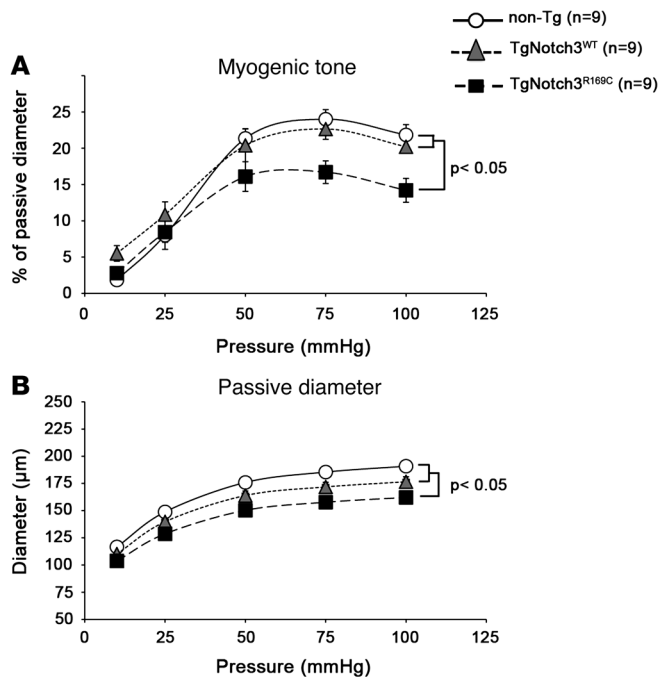 non-Tg (n=9)
TgNotch3WT (n=9)
TgNotch3R169C (n=9)
A
Myogenic tone
% of passive diameter
30
25
20
15
10
5
0
p< 0.05
0 25 50 75 100 125
Pressure (mmHg)
B
Passive diameter
Diameter (µm)
250
225
200
175
150
125
100
75
50
p< 0.05
0 25 50 75 100 125
Pressure (mmHg)